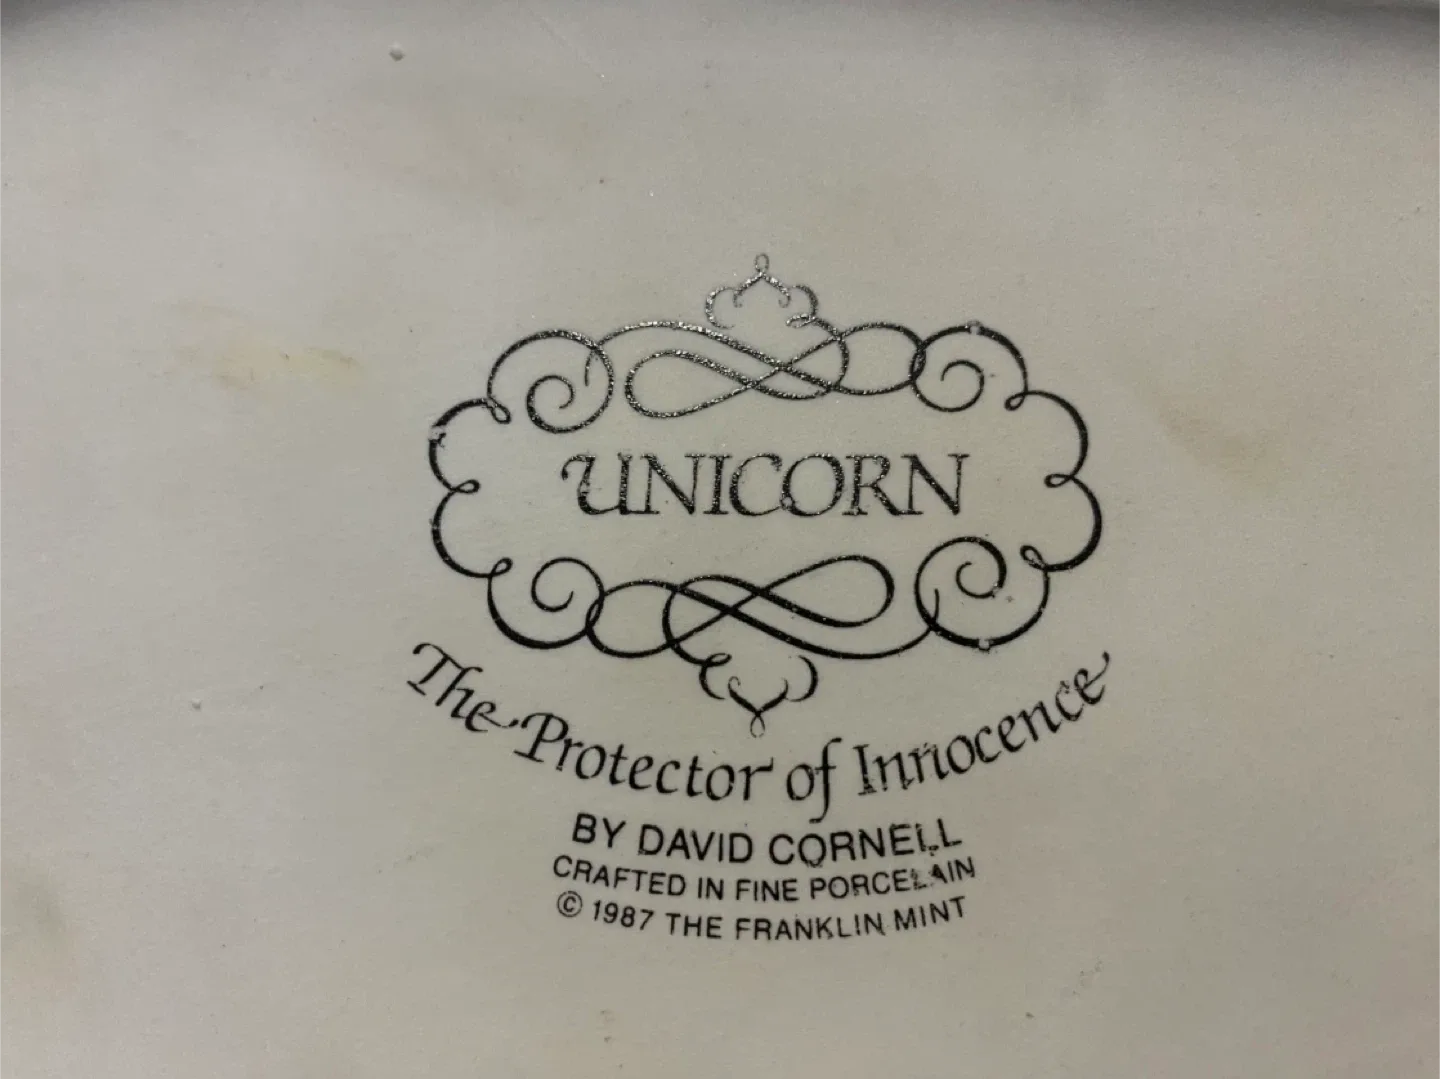 UNICORN
The Protector of Innocence
BY DAVID CORNELL
CRAFTED IN FINE PORCELAIN
© 1987 THE FRANKLIN MINT